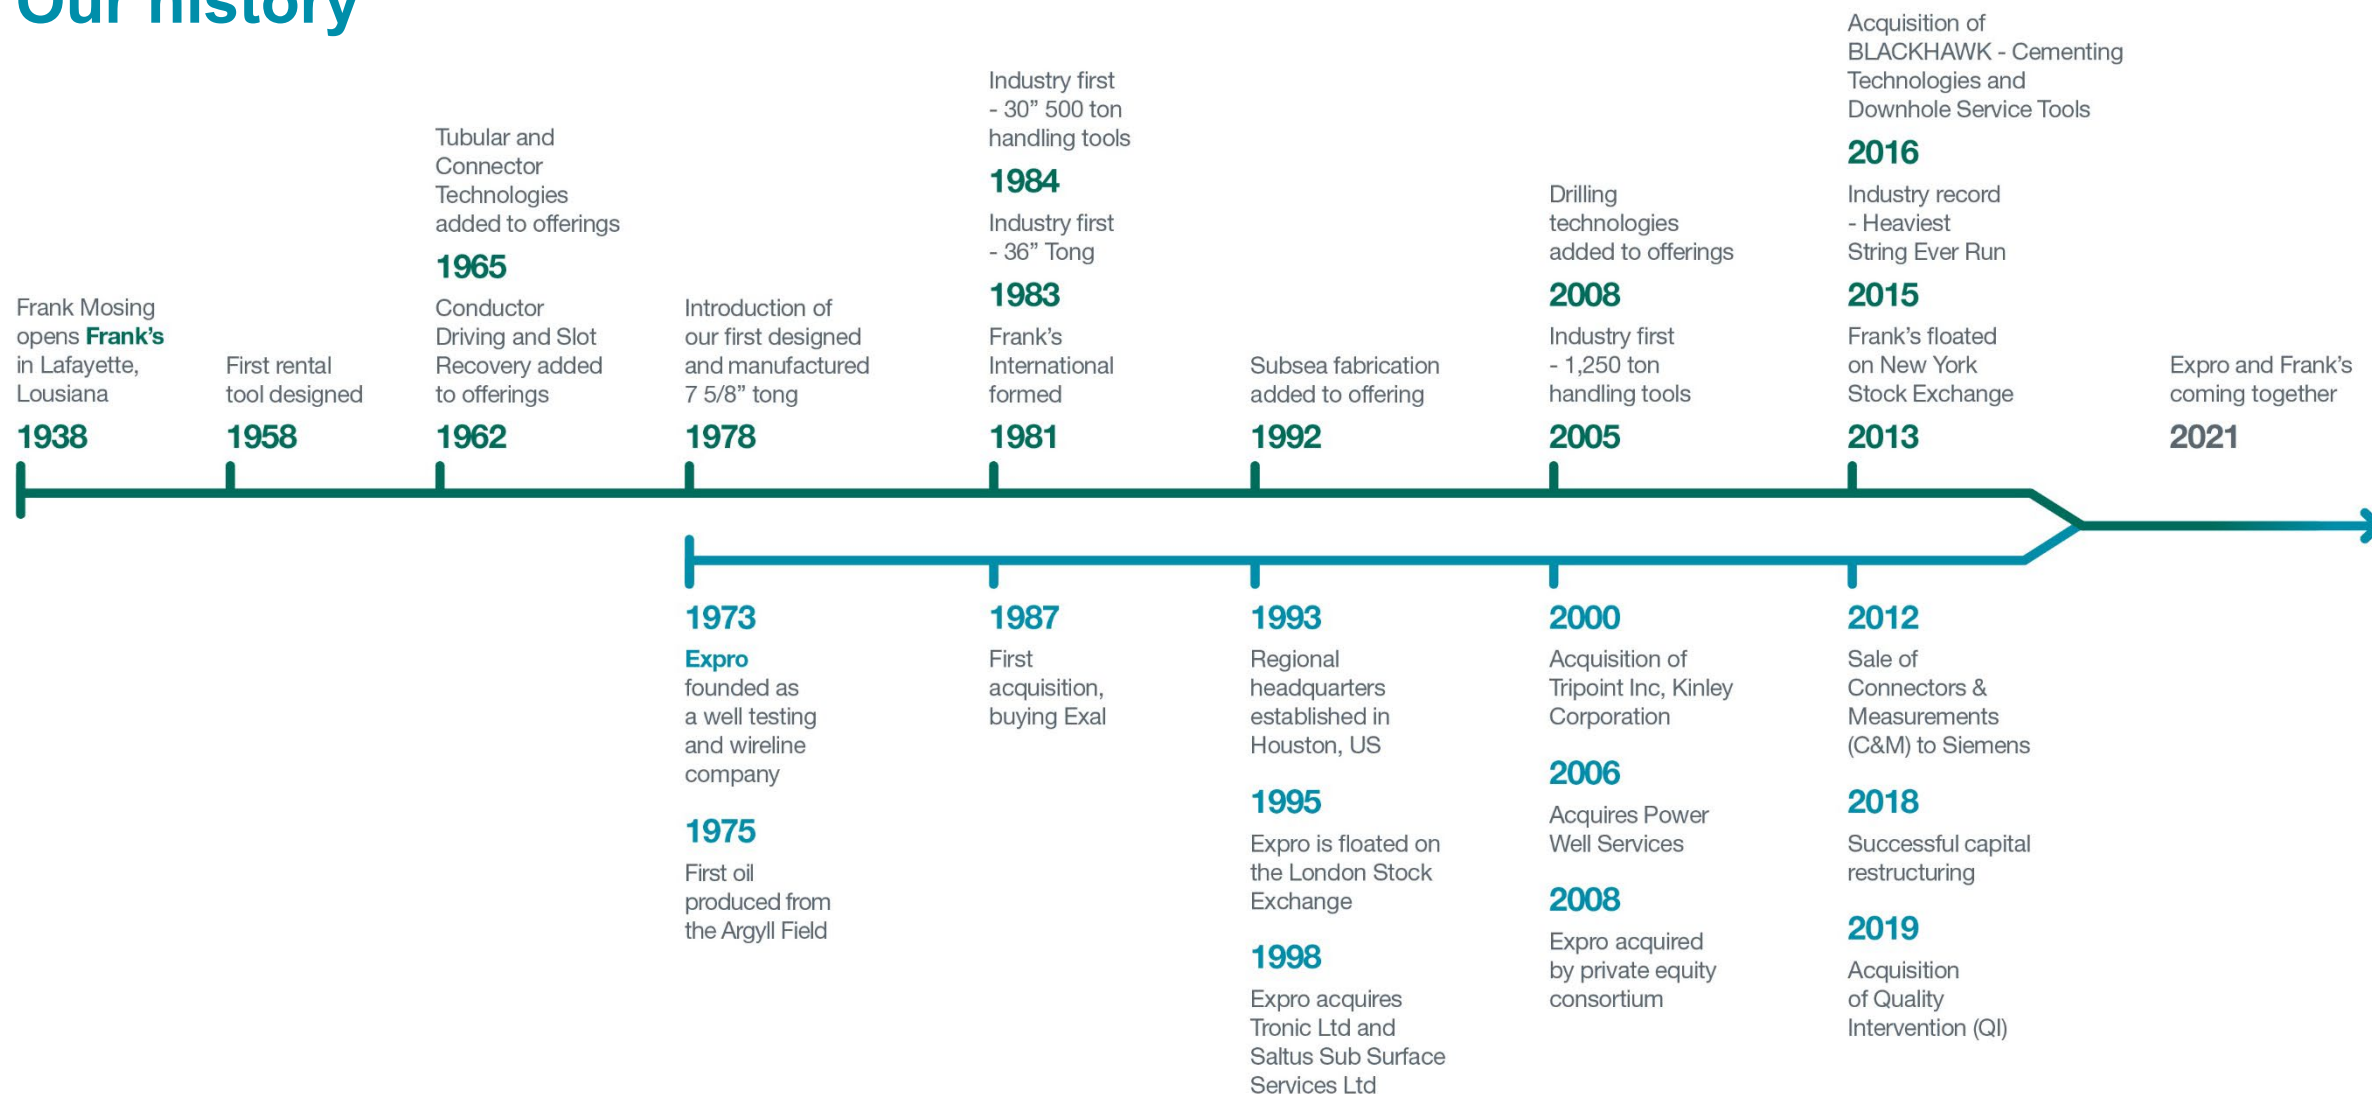 Our history
Frank Mosing
opens Frank's
in Lafayette,
Lousiana
1938
First rental
tool designed
1958
Tubular and
Connector
Technologies
added to offerings
1965
Conductor
Driving and Slot
Recovery added
to offerings
1962
Introduction of
our first designed
and manufactured
7 5/8” tong
1978
Industry first
- 30” 500 ton
handling tools
1984
Industry first
- 36” Tong
1983
Frank's
International
formed
1981
Subsea fabrication
added to offering
1992
Drilling
technologies
added to offerings
2008
Industry first
- 1,250 ton
handling tools
2005
Acquisition of
BLACKHAWK - Cementing
Technologies and
Downhole Service Tools
2016
Industry record
- Heaviest
String Ever Run
2015
Frank's floated
on New York
Stock Exchange
2013
Expro and Frank's
coming together
2021
1973
Expro
founded as
a well testing
and wireline
company
1975
First oil
produced from
the Argyll Field
1987
First
acquisition,
buying Exal
1993
Regional
headquarters
established in
Houston, US
1995
Expro is floated on
the London Stock
Exchange
1998
Expro acquires
Tronic Ltd and
Saltus Sub Surface
Services Ltd
2000
Acquisition of
Tripoint Inc, Kinley
Corporation
2006
Acquires Power
Well Services
2008
Expro acquired
by private equity
consortium
2012
Sale of
Connectors &
Measurements
(C&M) to Siemens
2018
Successful capital
restructuring
2019
Acquisition
of Quality
Intervention (QI)